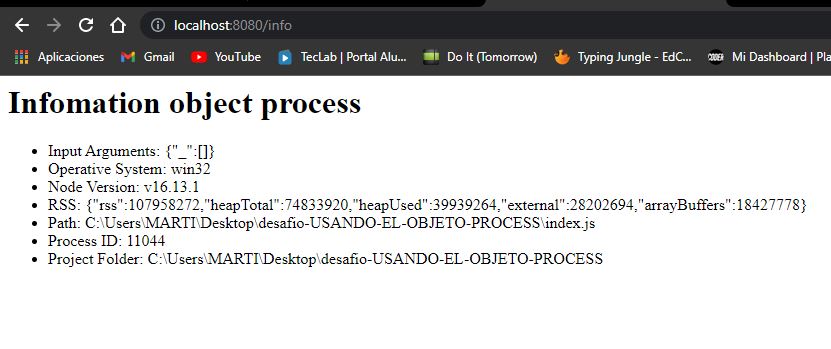 localhost:8080/info
Aplicaciones Gmail YouTube TecLab | Portal Alu... Do It (Tomorrow) Typing Jungle - EdC... CODER Mi Dashboard | Pla
Infomation object process
Input Arguments: {"_":[]}
Operative System: win32
Node Version: v16.13.1
RSS: {"rss":107958272,"heapTotal":74833920,"heapUsed":39939264,"external":28202694,"arrayBuffers":18427778}
Path: C:\Users\MARTI\Desktop\desafio-USANDO-EL-OBJETO-PROCESS\index.js
Process ID: 11044
Project Folder: C:\Users\MARTI\Desktop\desafio-USANDO-EL-OBJETO-PROCESS